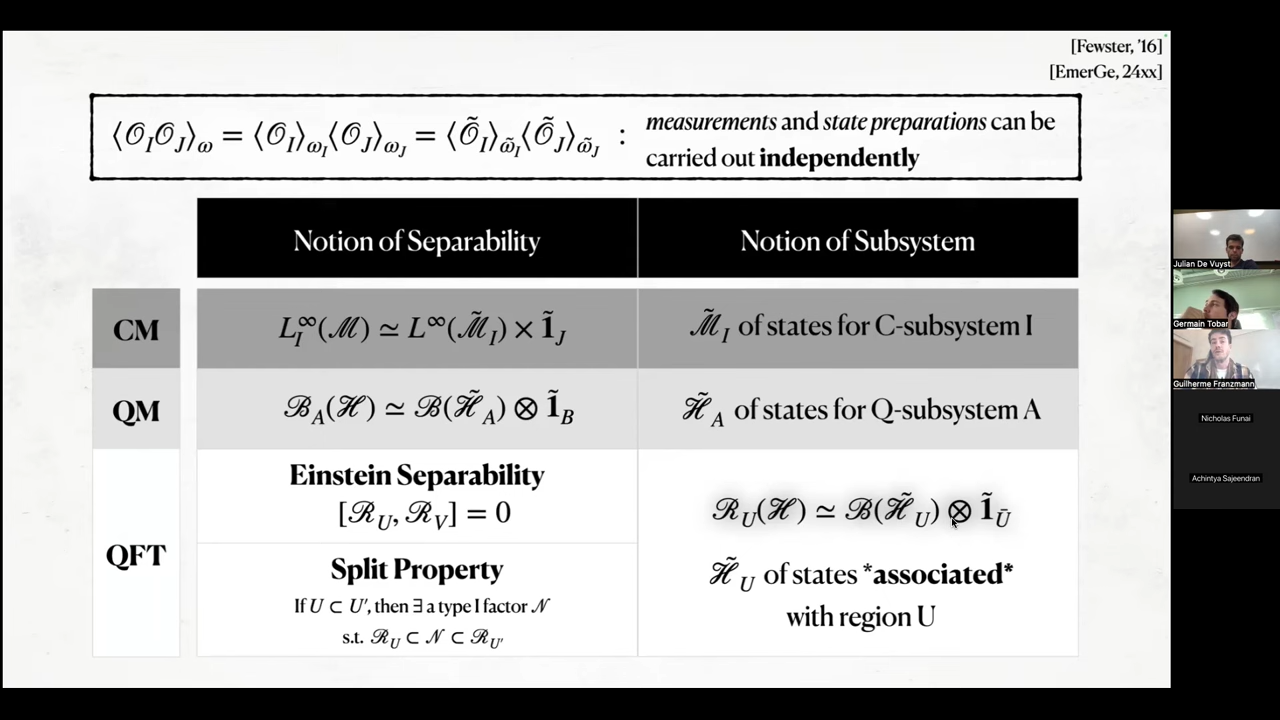 [Fewster, '16]
[EmerGe, 24xx]
⟨𝒪_I𝒪_J⟩_ω = ⟨𝒪_I⟩_{ω_I}⟨𝒪_J⟩_{ω_J} = ⟨𝒪̃_I⟩_{ω̃_I}⟨𝒪̃_J⟩_{ω̃_J} : measurements and state preparations can be
carried out independently
Notion of Separability
Notion of Subsystem
CM
L_I^∞(ℳ) ≃ L^∞(ℳ̃_I) × 1̃_J
ℳ̃_I of states for C-subsystem I
QM
ℬ_A(ℋ) ≃ ℬ(ℋ̃_A) ⊗ 1̃_B
ℋ̃_A of states for Q-subsystem A
QFT
Einstein Separability
[ℛ_U, ℛ_V] = 0
Split Property
If U ⊂ U′, then ∃ a type I factor 𝒩
s.t. ℛ_U ⊂ 𝒩 ⊂ ℛ_{U′}
ℛ_U(ℋ) ≃ ℬ(ℋ̃_U) ⊗ 1̃_Ū
ℋ̃_U of states *associated*
with region U
Julian De Vuyst
Germain Tobar
Guilherme Franzmann
Nicholas Funai
Achintya Sajeendran